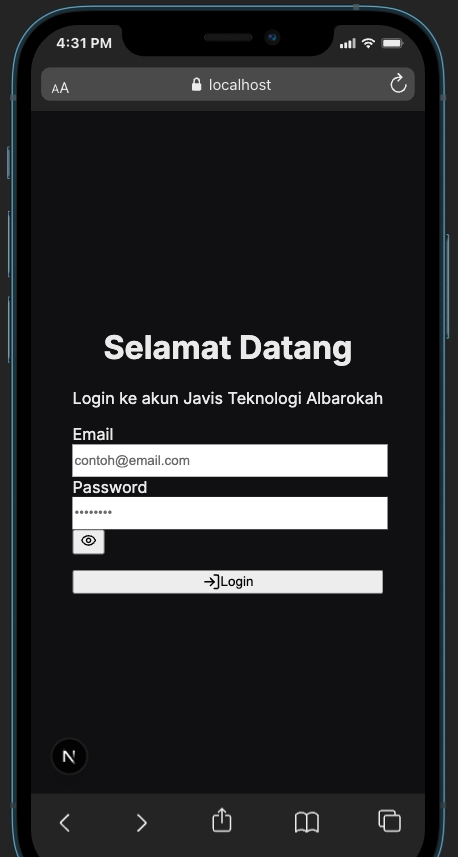 4:31 PM
AA
localhost
Selamat Datang
Login ke akun Javis Teknologi Albarokah
Email
contoh@email.com
Password
••••••••
Login
N